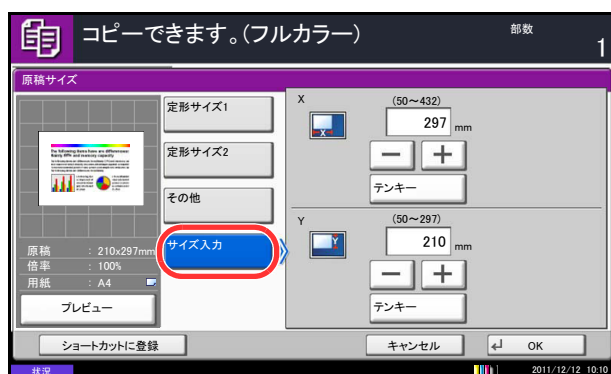 コピーできます。(フルカラー)
部数
1
原稿サイズ
定形サイズ1
定形サイズ2
その他
サイズ入力
原稿 : 210x297mm
倍率 : 100%
用紙 : A4
プレビュー
X
(50～432)
297 mm
テンキー
Y
(50～297)
210 mm
テンキー
ショートカットに登録
キャンセル
OK
状況
2011/12/12 10:10